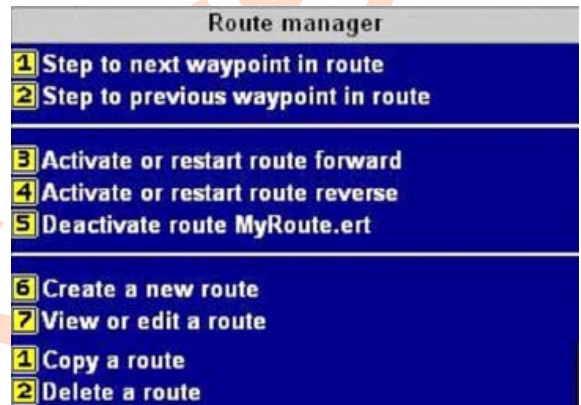 Route manager
1 Step to next waypoint in route
2 Step to previous waypoint in route
3 Activate or restart route forward
4 Activate or restart route reverse
5 Deactivate route MyRoute.ert
6 Create a new route
7 View or edit a route
1 Copy a route
2 Delete a route